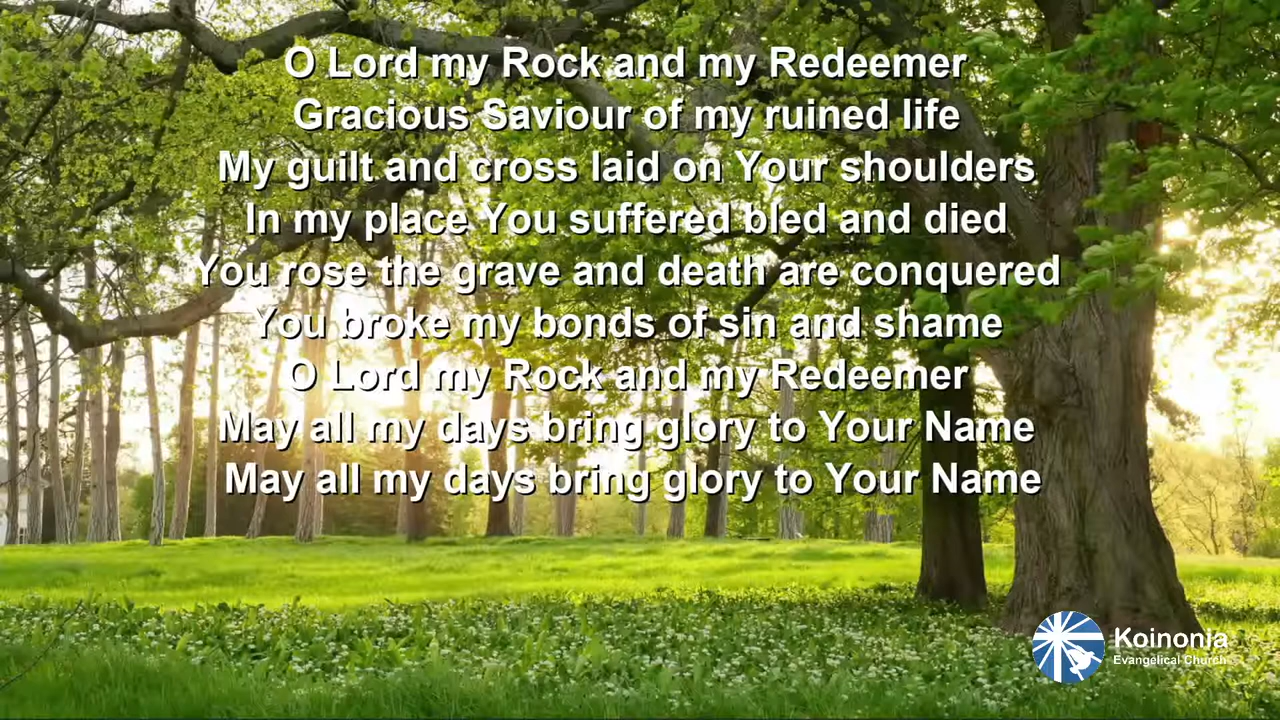 O Lord my Rock and my Redeemer
Gracious Saviour of my ruined life
My guilt and cross laid on Your shoulders
In my place You suffered bled and died
You rose the grave and death are conquered
You broke my bonds of sin and shame
O Lord my Rock and my Redeemer
May all my days bring glory to Your Name
May all my days bring glory to Your Name
Koinonia
Evangelical Church